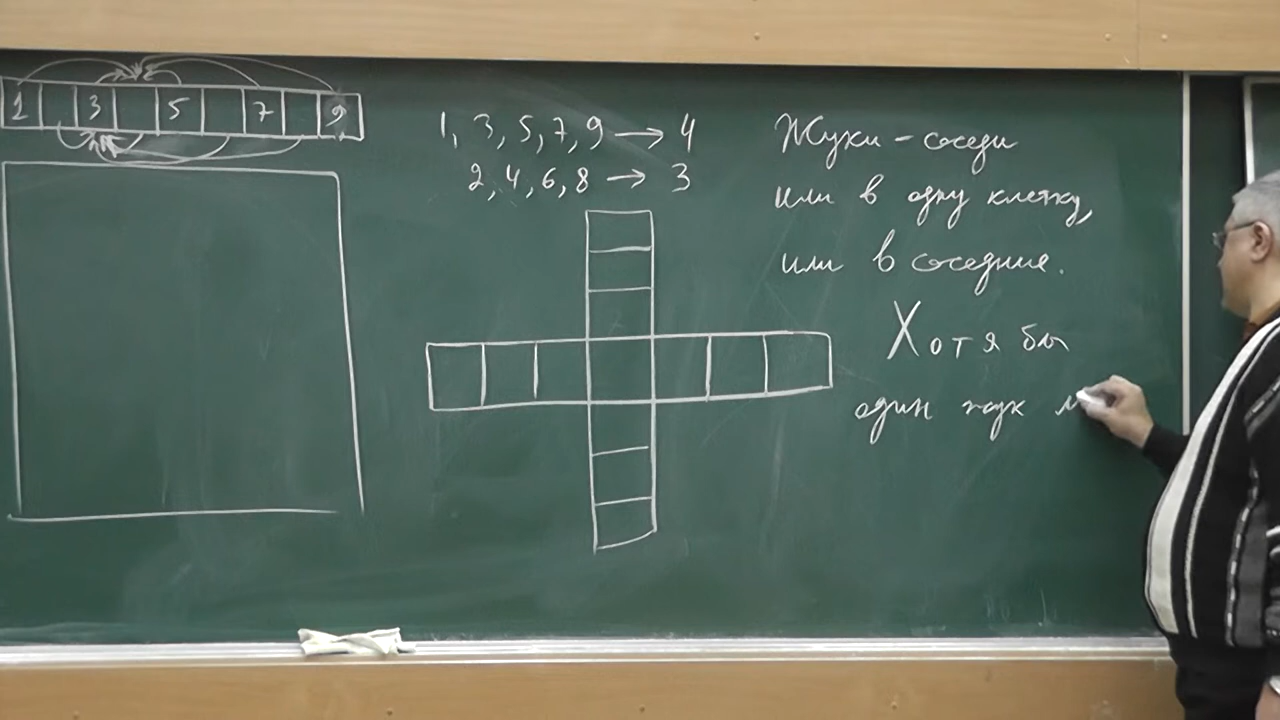 1 3 5 7 9
1, 3, 5, 7, 9 → 4
2, 4, 6, 8 → 3
Жуки - соседи
или в одну клетку,
или в соседние.
Хотя бы
один жук